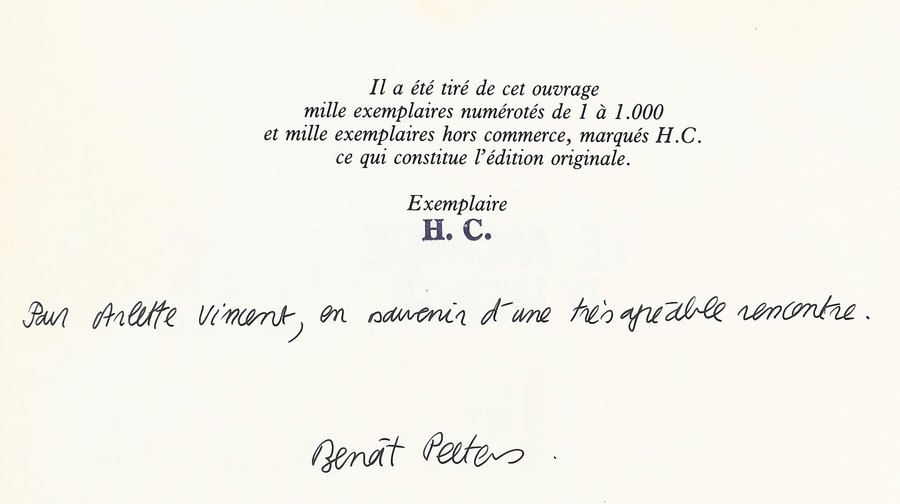 Il a été tiré de cet ouvrage
mille exemplaires numérotés de 1 à 1.000
et mille exemplaires hors commerce, marqués H.C.
ce qui constitue l'édition originale.
Exemplaire
H. C.
Pour Arlette Vincent, en souvenir d'une très agréable rencontre.
Benoît Peeters.